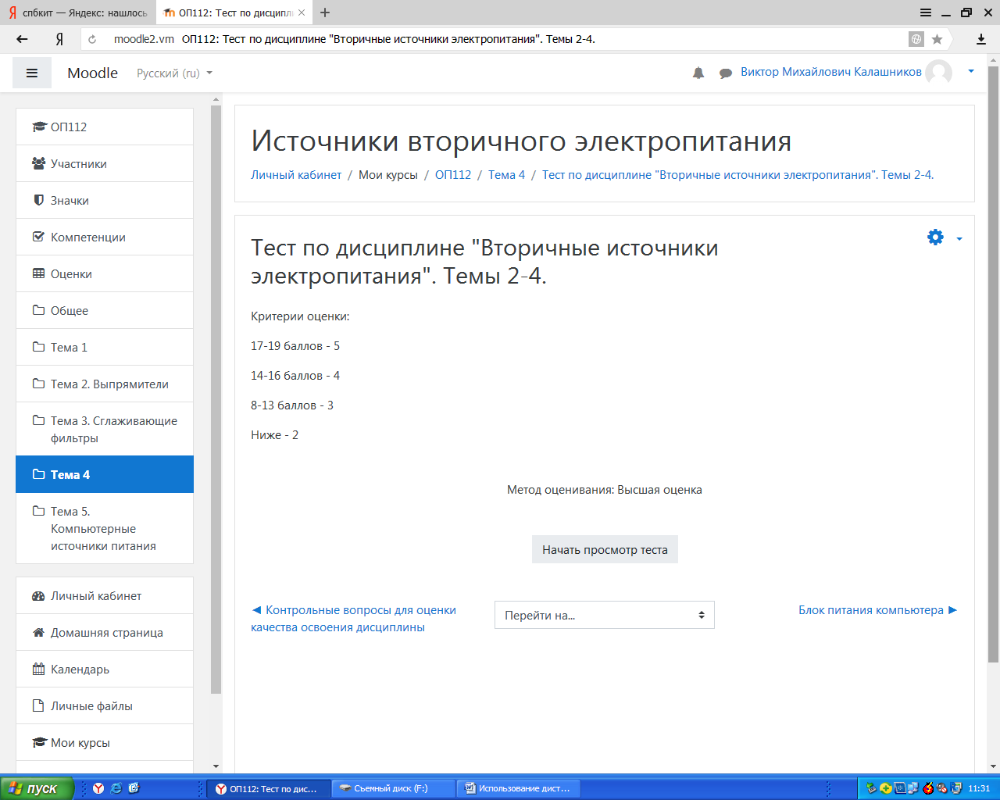 спбкит — Яндекс: нашлось
ОП112: Тест по дисципл
moodle2.vm ОП112: Тест по дисциплине "Вторичные источники электропитания". Темы 2-4.
Moodle
Русский (ru)
Виктор Михайлович Калашников
ОП112
Участники
Значки
Компетенции
Оценки
Общее
Тема 1
Тема 2. Выпрямители
Тема 3. Сглаживающие
фильтры
Тема 4
Тема 5.
Компьютерные
источники питания
Личный кабинет
Домашняя страница
Календарь
Личные файлы
Мои курсы
Источники вторичного электропитания
Личный кабинет / Мои курсы / ОП112 / Тема 4 / Тест по дисциплине "Вторичные источники электропитания". Темы 2-4.
Тест по дисциплине "Вторичные источники
электропитания". Темы 2-4.
Критерии оценки:
17-19 баллов - 5
14-16 баллов - 4
8-13 баллов - 3
Ниже - 2
Метод оценивания: Высшая оценка
Начать просмотр теста
◄ Контрольные вопросы для оценки
качества освоения дисциплины
Перейти на...
Блок питания компьютера ►
пуск
ОП112: Тест по дис...
Съемный диск (F:)
Использование дист...
11:31